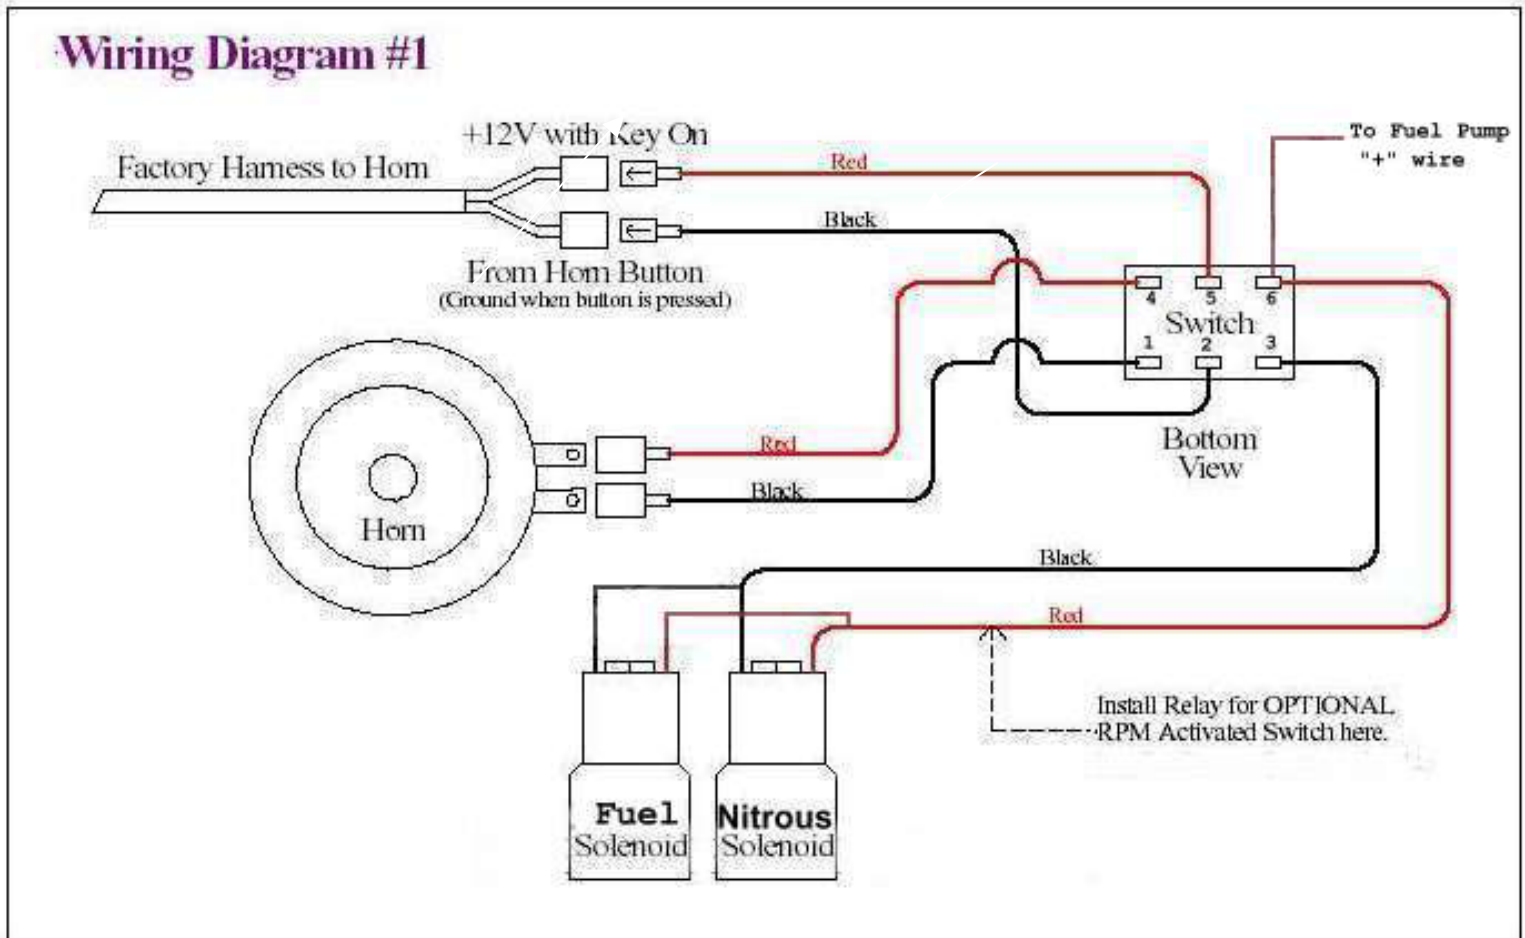 Wiring Diagram #1
+12V with Key On
Factory Harness to Horn
Red
To Fuel Pump
"+" wire
Black
From Horn Button
(Ground when button is pressed)
4
5
6
Switch
1
2
3
Bottom
View
Red
Black
Horn
Black
Red
Install Relay for OPTIONAL
RPM Activated Switch here.
Fuel
Solenoid
Nitrous
Solenoid